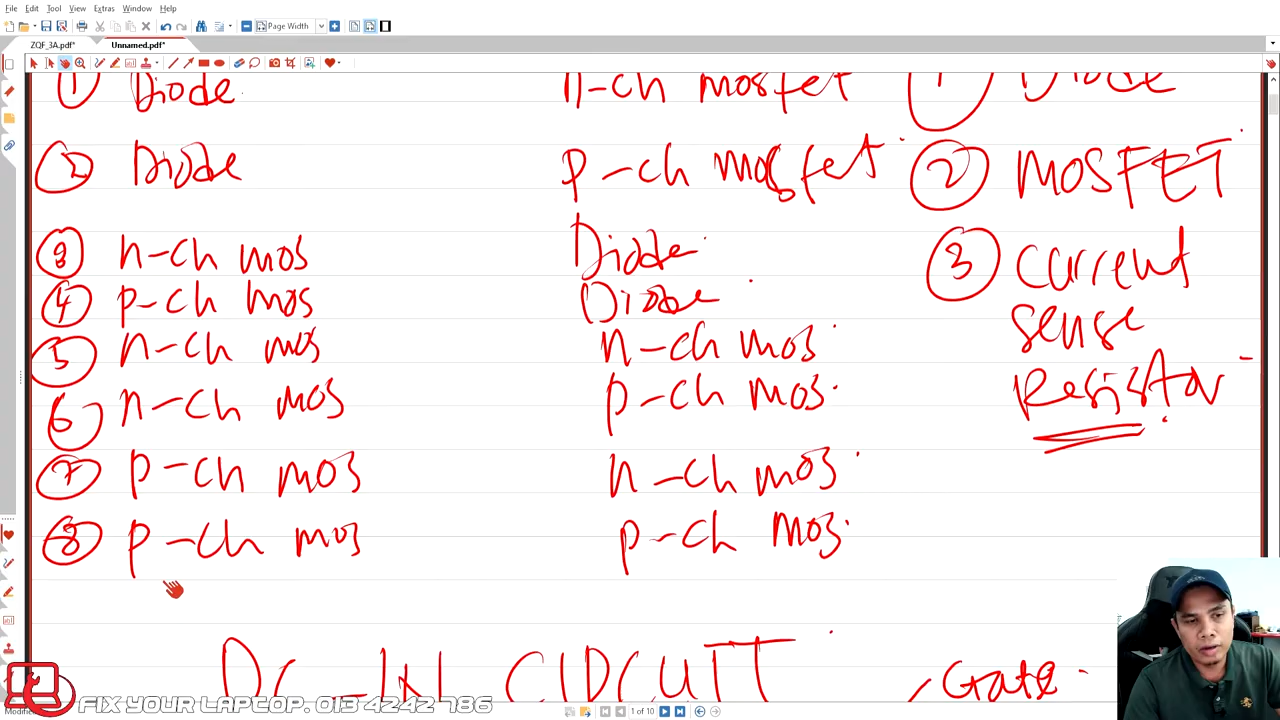 File Edit Tool View Extras Window Help
Page Width
ZQF_3A.pdf* Unnamed.pdf*
① Diode n-ch mosfet
② Diode p-ch mosfet
③ n-ch mos Diode
④ p-ch mos Diode
⑤ n-ch mos n-ch mos
⑥ n-ch mos p-ch mos
⑦ p-ch mos n-ch mos
⑧ p-ch mos p-ch mos
① Diode
② MOSFET
③ Current
sense
Resistor
DC-IN CIRCUIT Gate
FIX YOUR LAPTOP. 013 4242 786
1 of 10